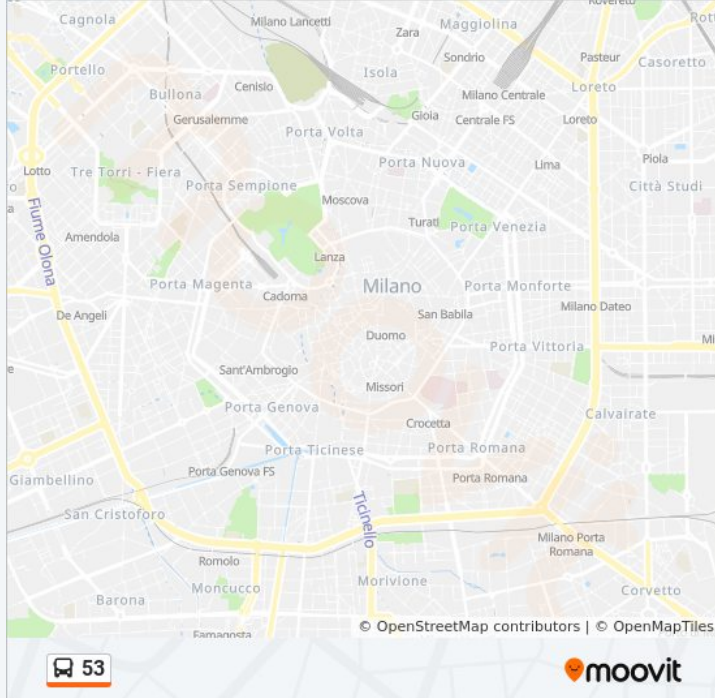 Rovereto
Cagnola
Milano Lancetti
Maggiolina
Zara
Sondrio
Pasteur
Casoretto
Portello
Isola
Loreto
Bullona
Cenisio
Milano Centrale
Gerusalemme
Gioia
Centrale FS
Loreto
Porta Volta
Lotto
Tre Torri - Fiera
Porta Nuova
Lima
Piola
Porta Sempione
Città Studi
Moscova
Fiume Olona
Turati
Porta Venezia
Amendola
Lanza
Porta Magenta
Milano
Porta Monforte
Cadorna
De Angeli
San Babila
Milano Dateo
Duomo
Porta Vittoria
Sant'Ambrogio
Missori
Porta Genova
Crocetta
Calvairate
Porta Ticinese
Porta Romana
Porta Genova FS
Porta Romana
Giambellino
San Cristoforo
Ticinello
Milano Porta
Romana
Romolo
Moncucco
Morivione
Corvetto
Barona
Famagosta
© OpenStreetMap contributors | © OpenMapTiles
53
moovit